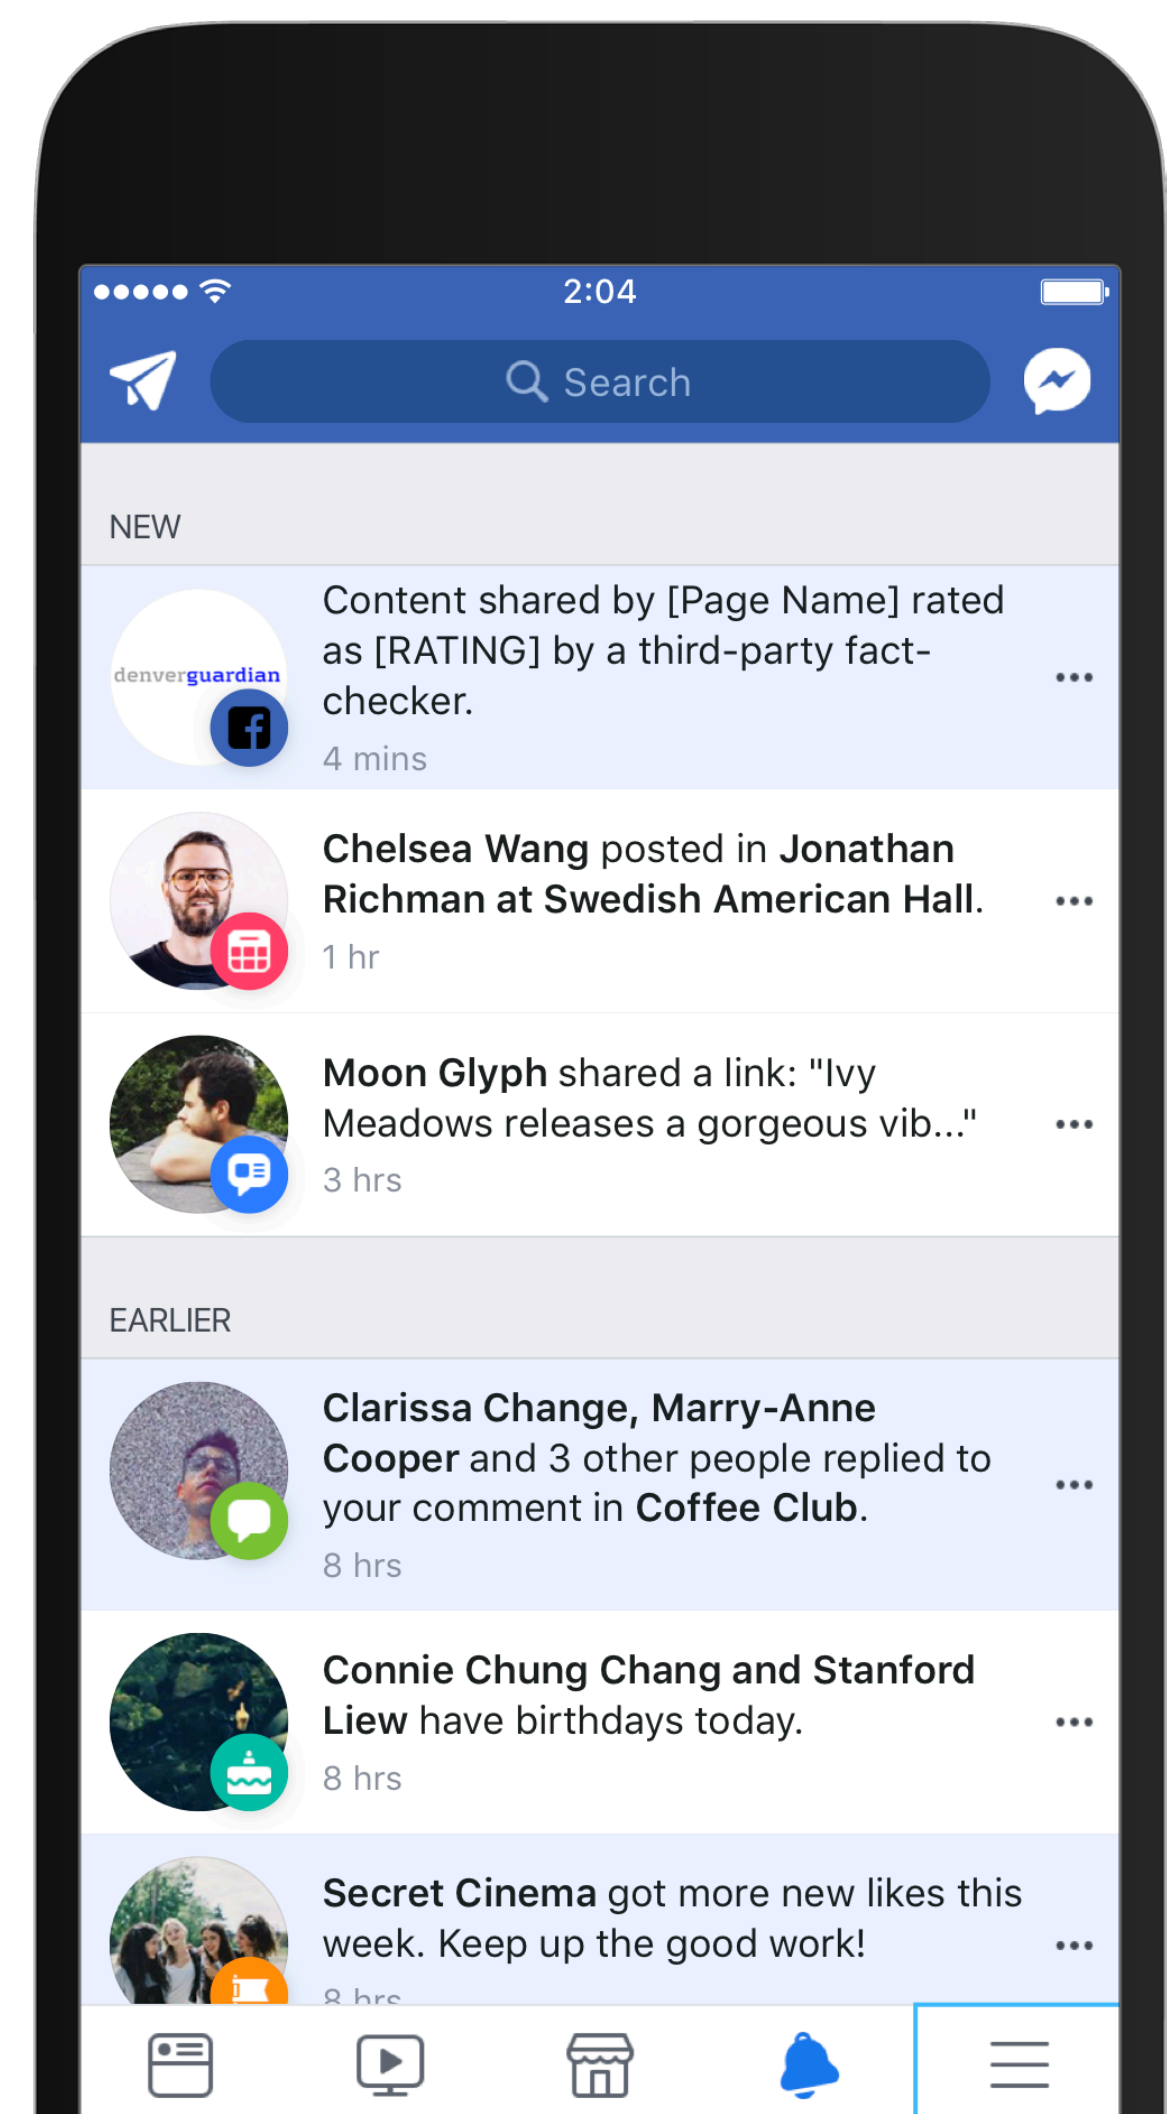 2:04
Search
NEW
Content shared by [Page Name] rated
as [RATING] by a third-party fact-
checker.
denverguardian
4 mins
Chelsea Wang posted in Jonathan
Richman at Swedish American Hall.
1 hr
Moon Glyph shared a link: "Ivy
Meadows releases a gorgeous vib..."
3 hrs
EARLIER
Clarissa Change, Marry-Anne
Cooper and 3 other people replied to
your comment in Coffee Club.
8 hrs
Connie Chung Chang and Stanford
Liew have birthdays today.
8 hrs
Secret Cinema got more new likes this
week. Keep up the good work!
8 hrs